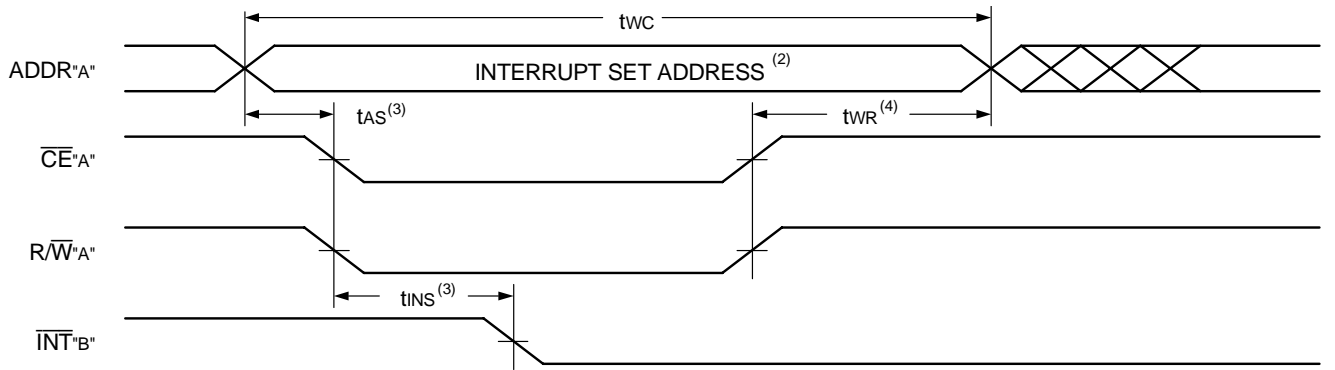 tWC
ADDR"A"
INTERRUPT SET ADDRESS (2)
tAS(3)
tWR(4)
CE"A"
R/W"A"
tINS(3)
INT"B"